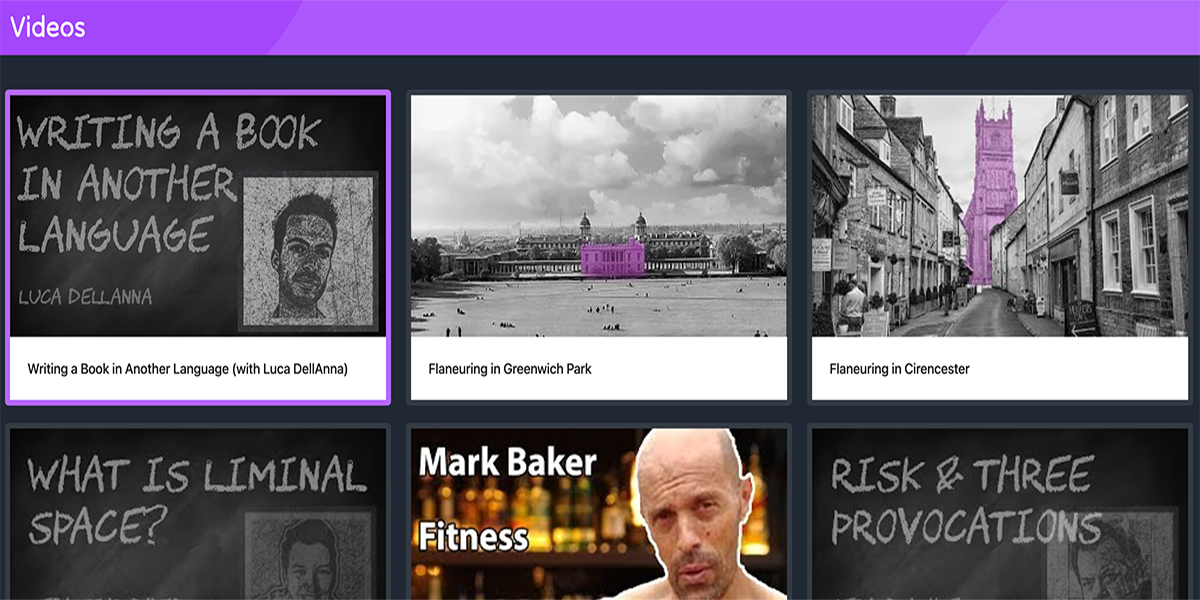 Videos
WRITING A BOOK
IN ANOTHER
LANGUAGE
LUCA DELLANNA
Writing a Book in Another Language (with Luca DellAnna)
Flaneuring in Greenwich Park
Flaneuring in Cirencester
WHAT IS LIMINAL
SPACE?
Mark Baker
Fitness
RISK & THREE
PROVOCATIONS